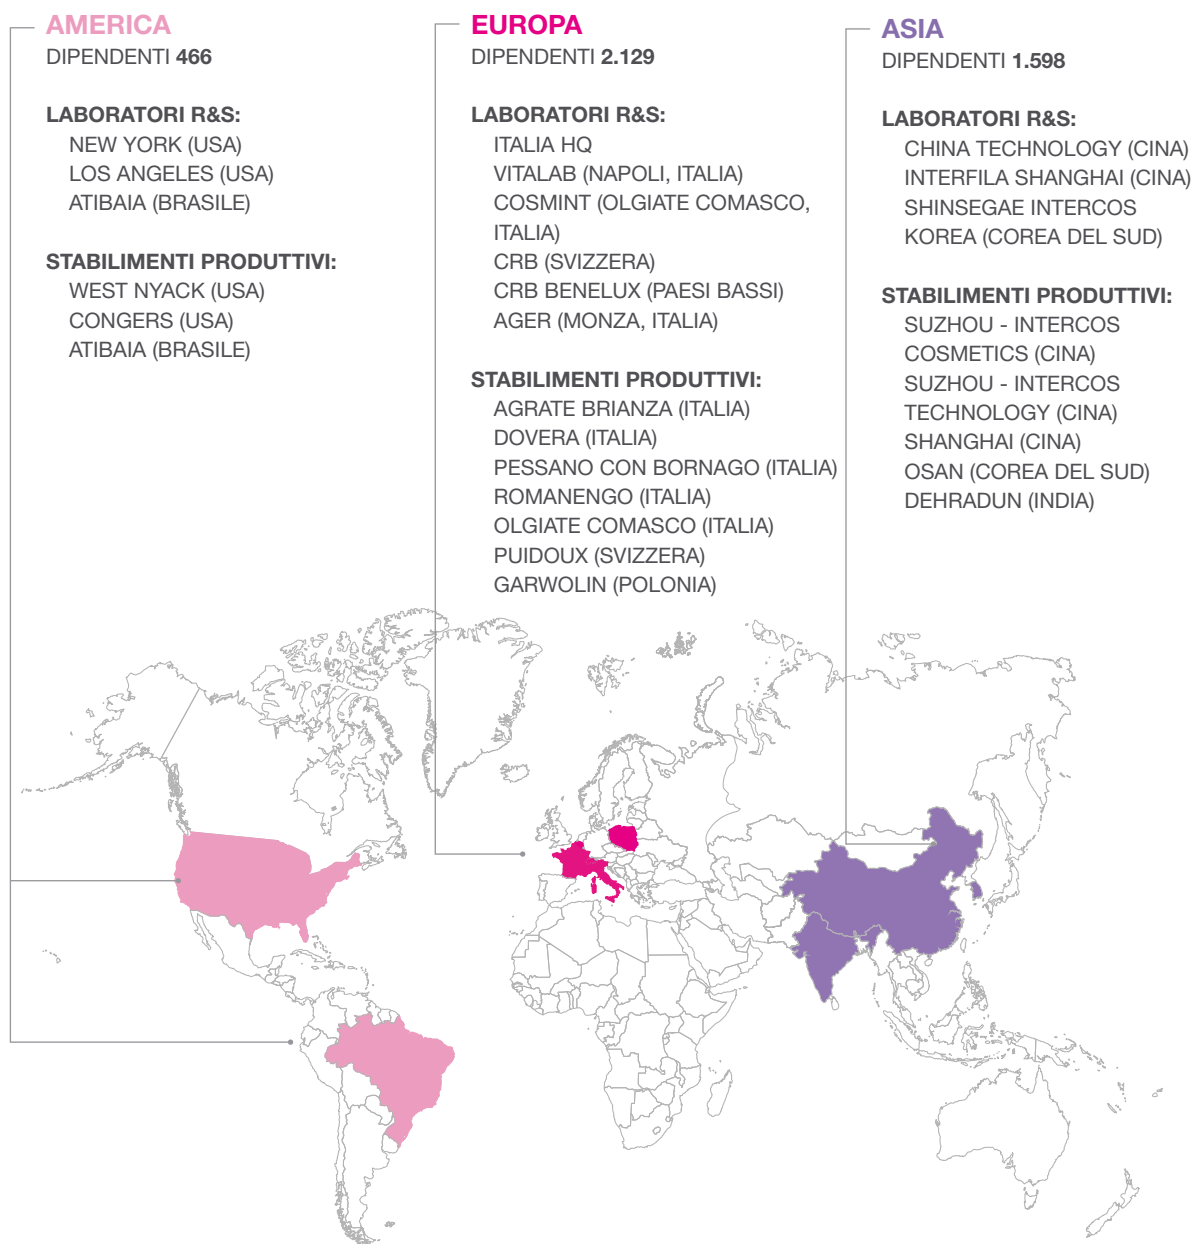 AMERICA
DIPENDENTI 466
LABORATORI R&S:
NEW YORK (USA)
LOS ANGELES (USA)
ATIBAIA (BRASILE)
STABILIMENTI PRODUTTIVI:
WEST NYACK (USA)
CONGERS (USA)
ATIBAIA (BRASILE)
EUROPA
DIPENDENTI 2.129
LABORATORI R&S:
ITALIA HQ
VITALAB (NAPOLI, ITALIA)
COSMINT (OLGIATE COMASCO,
ITALIA)
CRB (SVIZZERA)
CRB BENELUX (PAESI BASSI)
AGER (MONZA, ITALIA)
STABILIMENTI PRODUTTIVI:
AGRATE BRIANZA (ITALIA)
DOVERA (ITALIA)
PESSANO CON BORNAGO (ITALIA)
ROMANENGO (ITALIA)
OLGIATE COMASCO (ITALIA)
PUIDOUX (SVIZZERA)
GARWOLIN (POLONIA)
ASIA
DIPENDENTI 1.598
LABORATORI R&S:
CHINA TECHNOLOGY (CINA)
INTERFILA SHANGHAI (CINA)
SHINSEGAE INTERCOS
KOREA (COREA DEL SUD)
STABILIMENTI PRODUTTIVI:
SUZHOU - INTERCOS
COSMETICS (CINA)
SUZHOU - INTERCOS
TECHNOLOGY (CINA)
SHANGHAI (CINA)
OSAN (COREA DEL SUD)
DEHRADUN (INDIA)